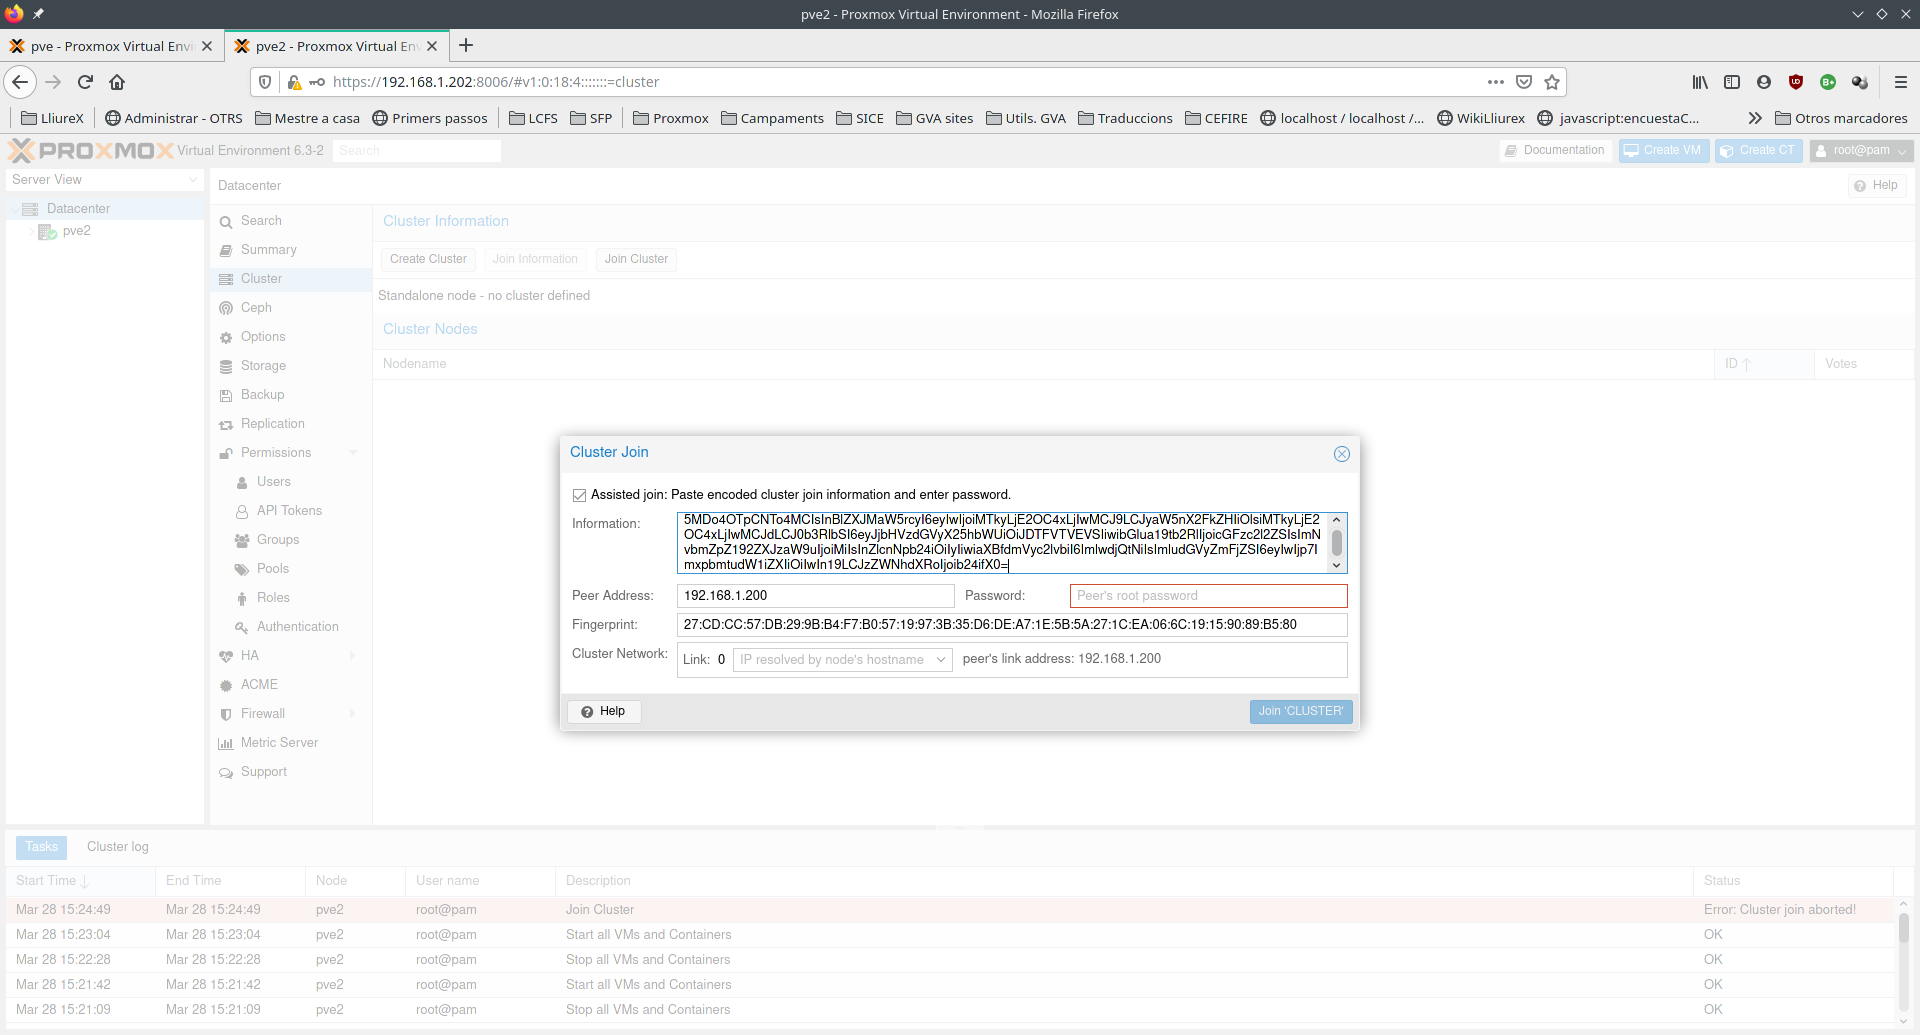 pve2 - Proxmox Virtual Environment - Mozilla Firefox
pve - Proxmox Virtual Envi
pve2 - Proxmox Virtual En
https://192.168.1.202:8006/#v1:0:18:4:::::::=cluster
LliureX Administrar - OTRS Mestre a casa Primers passos LCFS SFP Proxmox Campaments SICE GVA sites Utils. GVA Traduccions CEFIRE localhost / localhost /... WikiLliurex javascript:encuestaC... Otros marcadores
PROXMOX Virtual Environment 6.3-2 Search Documentation Create VM Create CT root@pam
Server View
Datacenter
pve2
Datacenter Help
Search
Summary
Cluster
Ceph
Options
Storage
Backup
Replication
Permissions
Users
API Tokens
Groups
Pools
Roles
Authentication
HA
ACME
Firewall
Metric Server
Support
Cluster Information
Create Cluster Join Information Join Cluster
Standalone node - no cluster defined
Cluster Nodes
Nodename ID Votes
Cluster Join
Assisted join: Paste encoded cluster join information and enter password.
Information:
Peer Address: 192.168.1.200 Password: Peer's root password
Fingerprint: 27:CD:CC:57:DB:29:9B:B4:F7:B0:57:19:97:3B:35:D6:DE:A7:1E:5B:5A:27:1C:EA:06:6C:19:15:90:89:B5:80
Cluster Network: Link: 0 IP resolved by node's hostname peer's link address: 192.168.1.200
Help Join 'CLUSTER'
Tasks Cluster log
Start Time End Time Node User name Description Status
Mar 28 15:24:49 Mar 28 15:24:49 pve2 root@pam Join Cluster Error: Cluster join aborted!
Mar 28 15:23:04 Mar 28 15:23:04 pve2 root@pam Start all VMs and Containers OK
Mar 28 15:22:28 Mar 28 15:22:28 pve2 root@pam Stop all VMs and Containers OK
Mar 28 15:21:42 Mar 28 15:21:42 pve2 root@pam Start all VMs and Containers OK
Mar 28 15:21:09 Mar 28 15:21:09 pve2 root@pam Stop all VMs and Containers OK